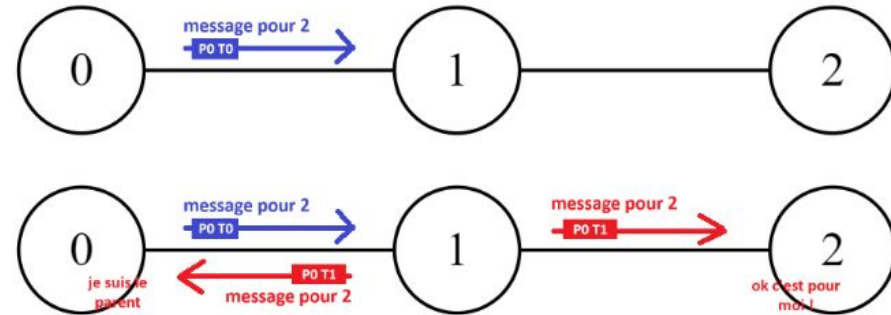 message pour 2
P0 T0
0
1
2
message pour 2
P0 T0
message pour 2
P0 T1
0
1
2
je suis le
parent
P0 T1
message pour 2
ok c'est pour
moi !